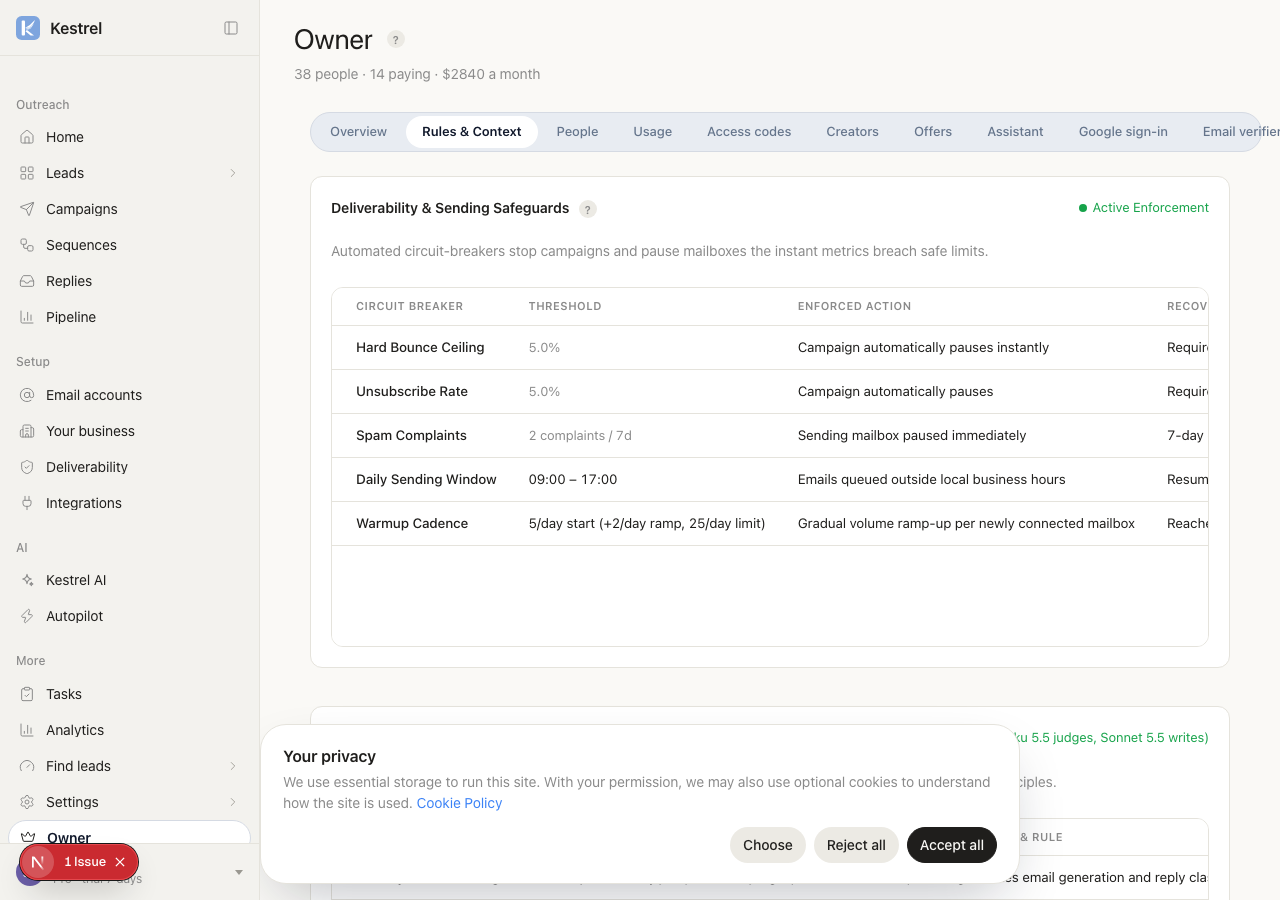 Kestrel
Outreach
Home
Leads
Campaigns
Sequences
Replies
Pipeline
Setup
Email accounts
Your business
Deliverability
Integrations
AI
Kestrel AI
Autopilot
More
Tasks
Analytics
Find leads
Settings
Owner
N 1 Issue
days
Owner ?
38 people · 14 paying · $2840 a month
Overview Rules & Context People Usage Access codes Creators Offers Assistant Google sign-in Email verifier
Deliverability & Sending Safeguards ? Active Enforcement
Automated circuit-breakers stop campaigns and pause mailboxes the instant metrics breach safe limits.
CIRCUIT BREAKER THRESHOLD ENFORCED ACTION
Hard Bounce Ceiling 5.0% Campaign automatically pauses instantly
Unsubscribe Rate 5.0% Campaign automatically pauses
Spam Complaints 2 complaints / 7d Sending mailbox paused immediately 7-day
Daily Sending Window 09:00 – 17:00 Emails queued outside local business hours
Warmup Cadence 5/day start (+2/day ramp, 25/day limit) Gradual volume ramp-up per newly connected mailbox
5.5 judges, Sonnet 5.5 writes)
& RULE
email generation and reply
Your privacy
We use essential storage to run this site. With your permission, we may also use optional cookies to understand
how the site is used. Cookie Policy
Choose Reject all Accept all